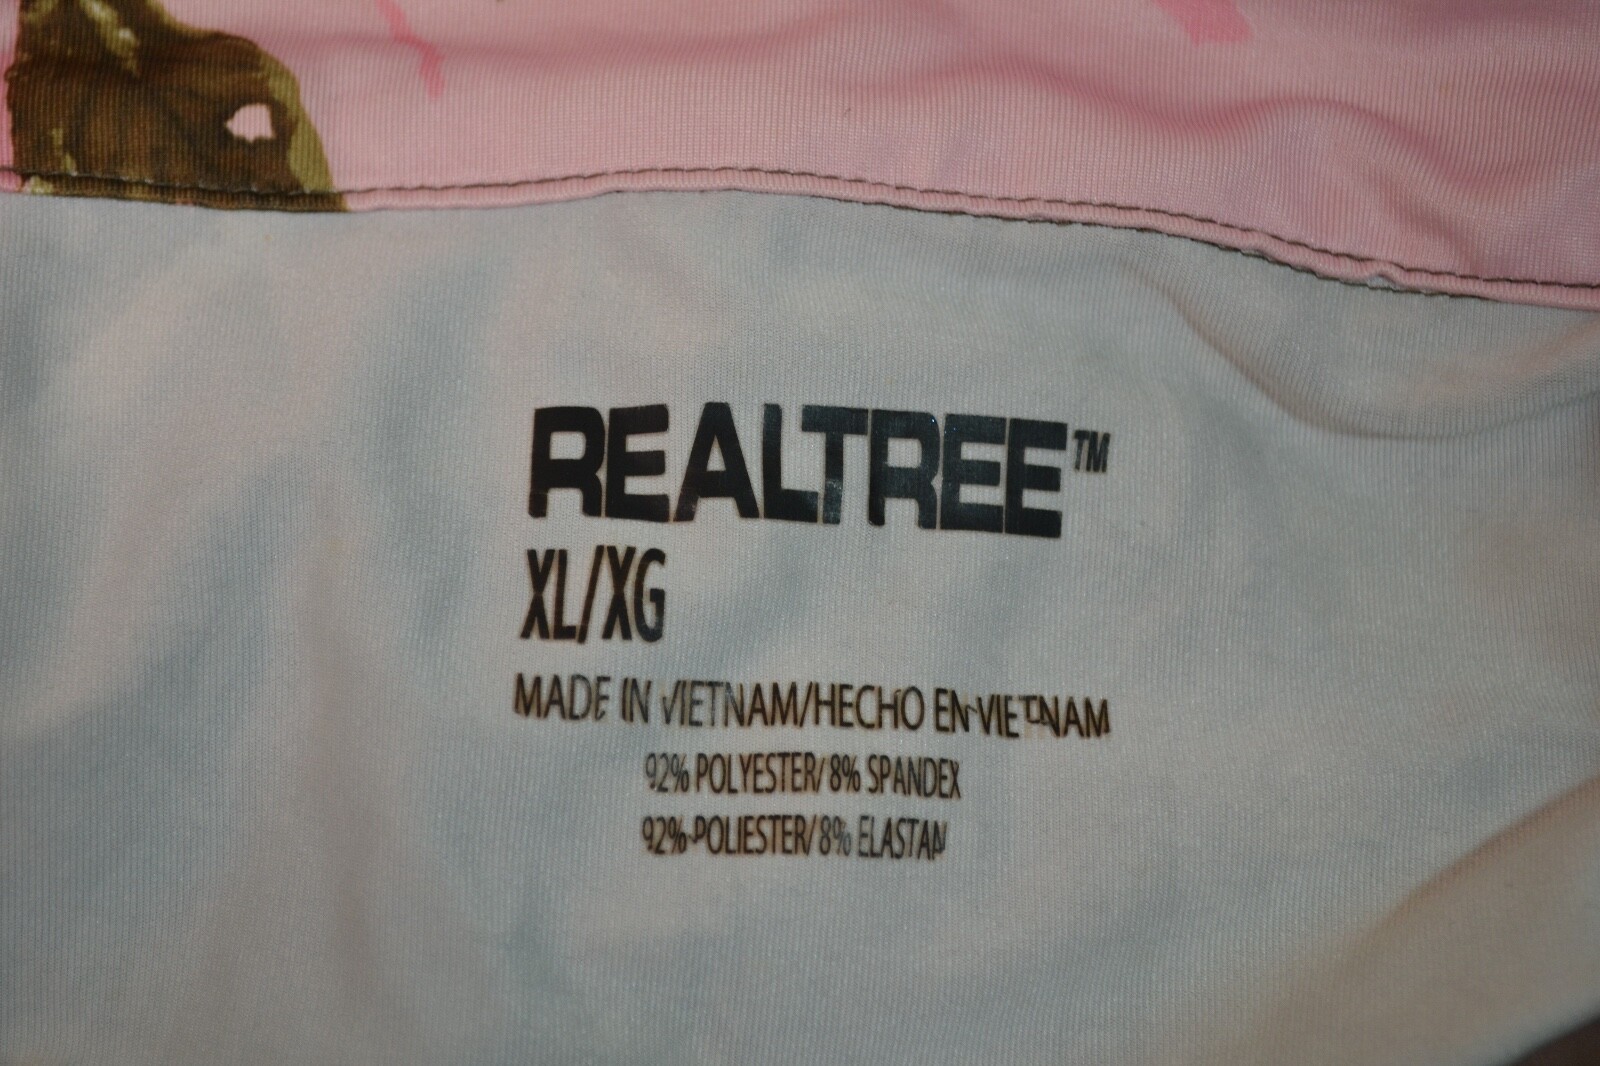 REALTREE™
XL/XG
MADE IN VIETNAM/HECHO EN VIETNAM
92% POLYESTER/8% SPANDEX
92% POLIESTER/8% ELASTAN